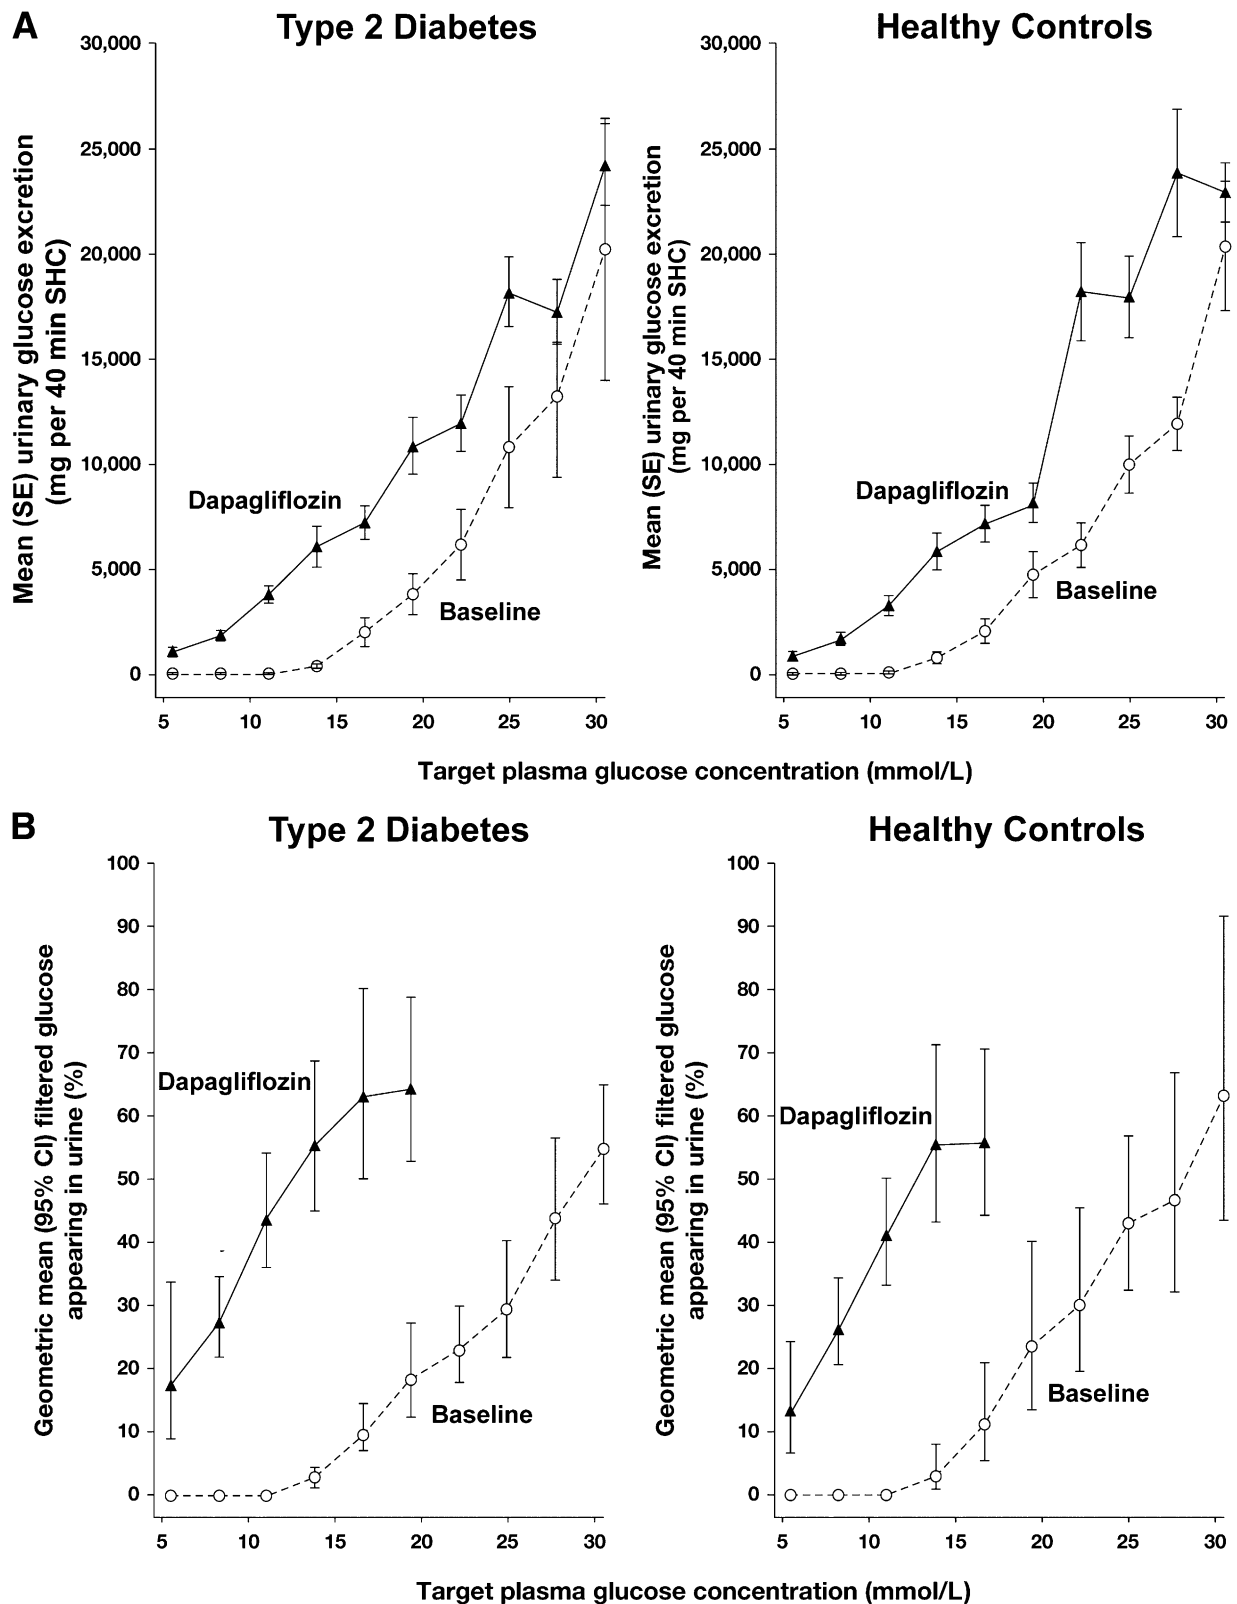 A
Type 2 Diabetes
Healthy Controls
Mean (SE) urinary glucose excretion
(mg per 40 min SHC)
30,000
25,000
20,000
15,000
10,000
5,000
0
Dapagliflozin
Baseline
5 10 15 20 25 30
Mean (SE) urinary glucose excretion
(mg per 40 min SHC)
30,000
25,000
20,000
15,000
10,000
5,000
0
Dapagliflozin
Baseline
5 10 15 20 25 30
Target plasma glucose concentration (mmol/L)
B
Type 2 Diabetes
Healthy Controls
Geometric mean (95% CI) filtered glucose
appearing in urine (%)
100
90
80
70
60
50
40
30
20
10
0
Dapagliflozin
Baseline
5 10 15 20 25 30
Geometric mean (95% CI) filtered glucose
appearing in urine (%)
100
90
80
70
60
50
40
30
20
10
0
Dapagliflozin
Baseline
5 10 15 20 25 30
Target plasma glucose concentration (mmol/L)